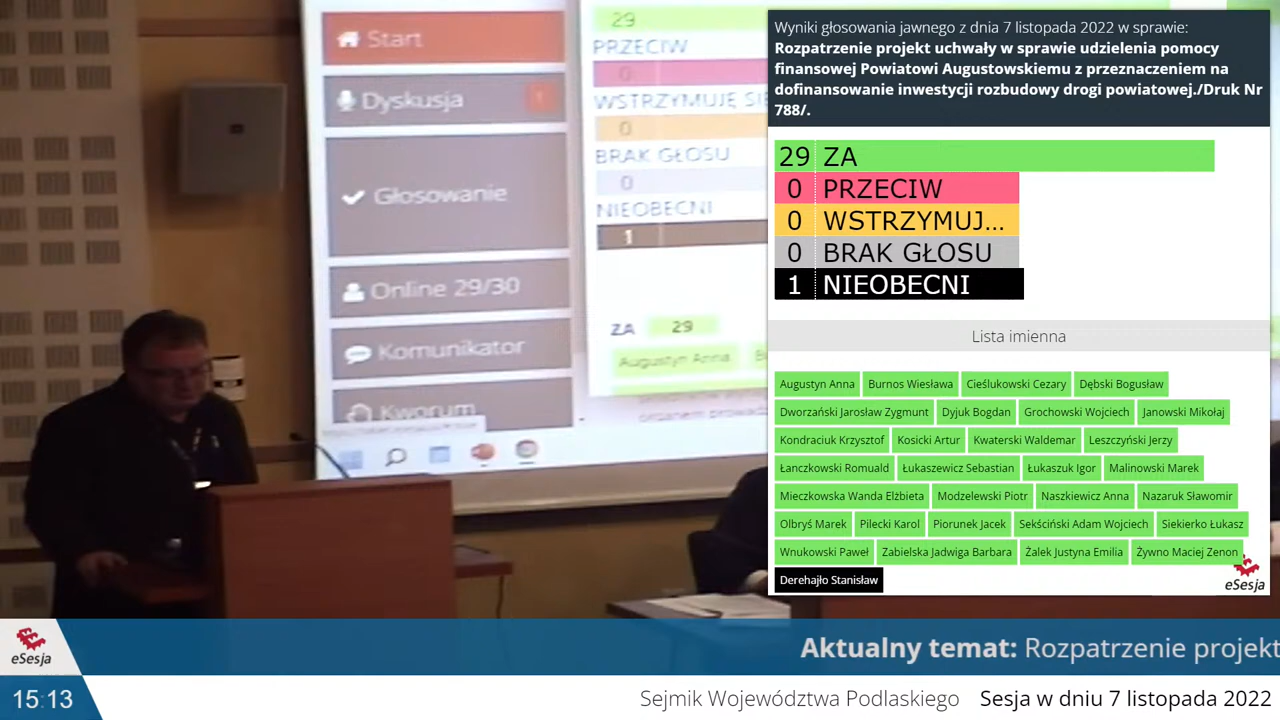 Start
Dyskusja
1
Głosowanie
Online 29/30
Komunikator
Kworum
29
PRZECIW
0
WSTRZYMUJĘ SIĘ
0
BRAK GŁOSU
0
NIEOBECNI
1
ZA 29
Augustyn Anna
Wyniki głosowania jawnego z dnia 7 listopada 2022 w sprawie:
Rozpatrzenie projekt uchwały w sprawie udzielenia pomocy
finansowej Powiatowi Augustowskiemu z przeznaczeniem na
dofinansowanie inwestycji rozbudowy drogi powiatowej./Druk Nr
788/.
29 ZA
0 PRZECIW
0 WSTRZYMUJ...
0 BRAK GŁOSU
1 NIEOBECNI
Lista imienna
Augustyn Anna Burnos Wiesława Cieślukowski Cezary Dębski Bogusław
Dworzański Jarosław Zygmunt Dyjuk Bogdan Grochowski Wojciech Janowski Mikołaj
Kondraciuk Krzysztof Kosicki Artur Kwaterski Waldemar Leszczyński Jerzy
Łanczkowski Romuald Łukaszewicz Sebastian Łukaszuk Igor Malinowski Marek
Mieczkowska Wanda Elżbieta Modzelewski Piotr Naszkiewicz Anna Nazaruk Sławomir
Olbryś Marek Pilecki Karol Piorunek Jacek Sekściński Adam Wojciech Siekierko Łukasz
Wnukowski Paweł Zabielska Jadwiga Barbara Żalek Justyna Emilia Żywno Maciej Zenon
Derehajło Stanisław
eSesja
eSesja
Aktualny temat: Rozpatrzenie projekt
15:13
Sejmik Województwa Podlaskiego Sesja w dniu 7 listopada 2022